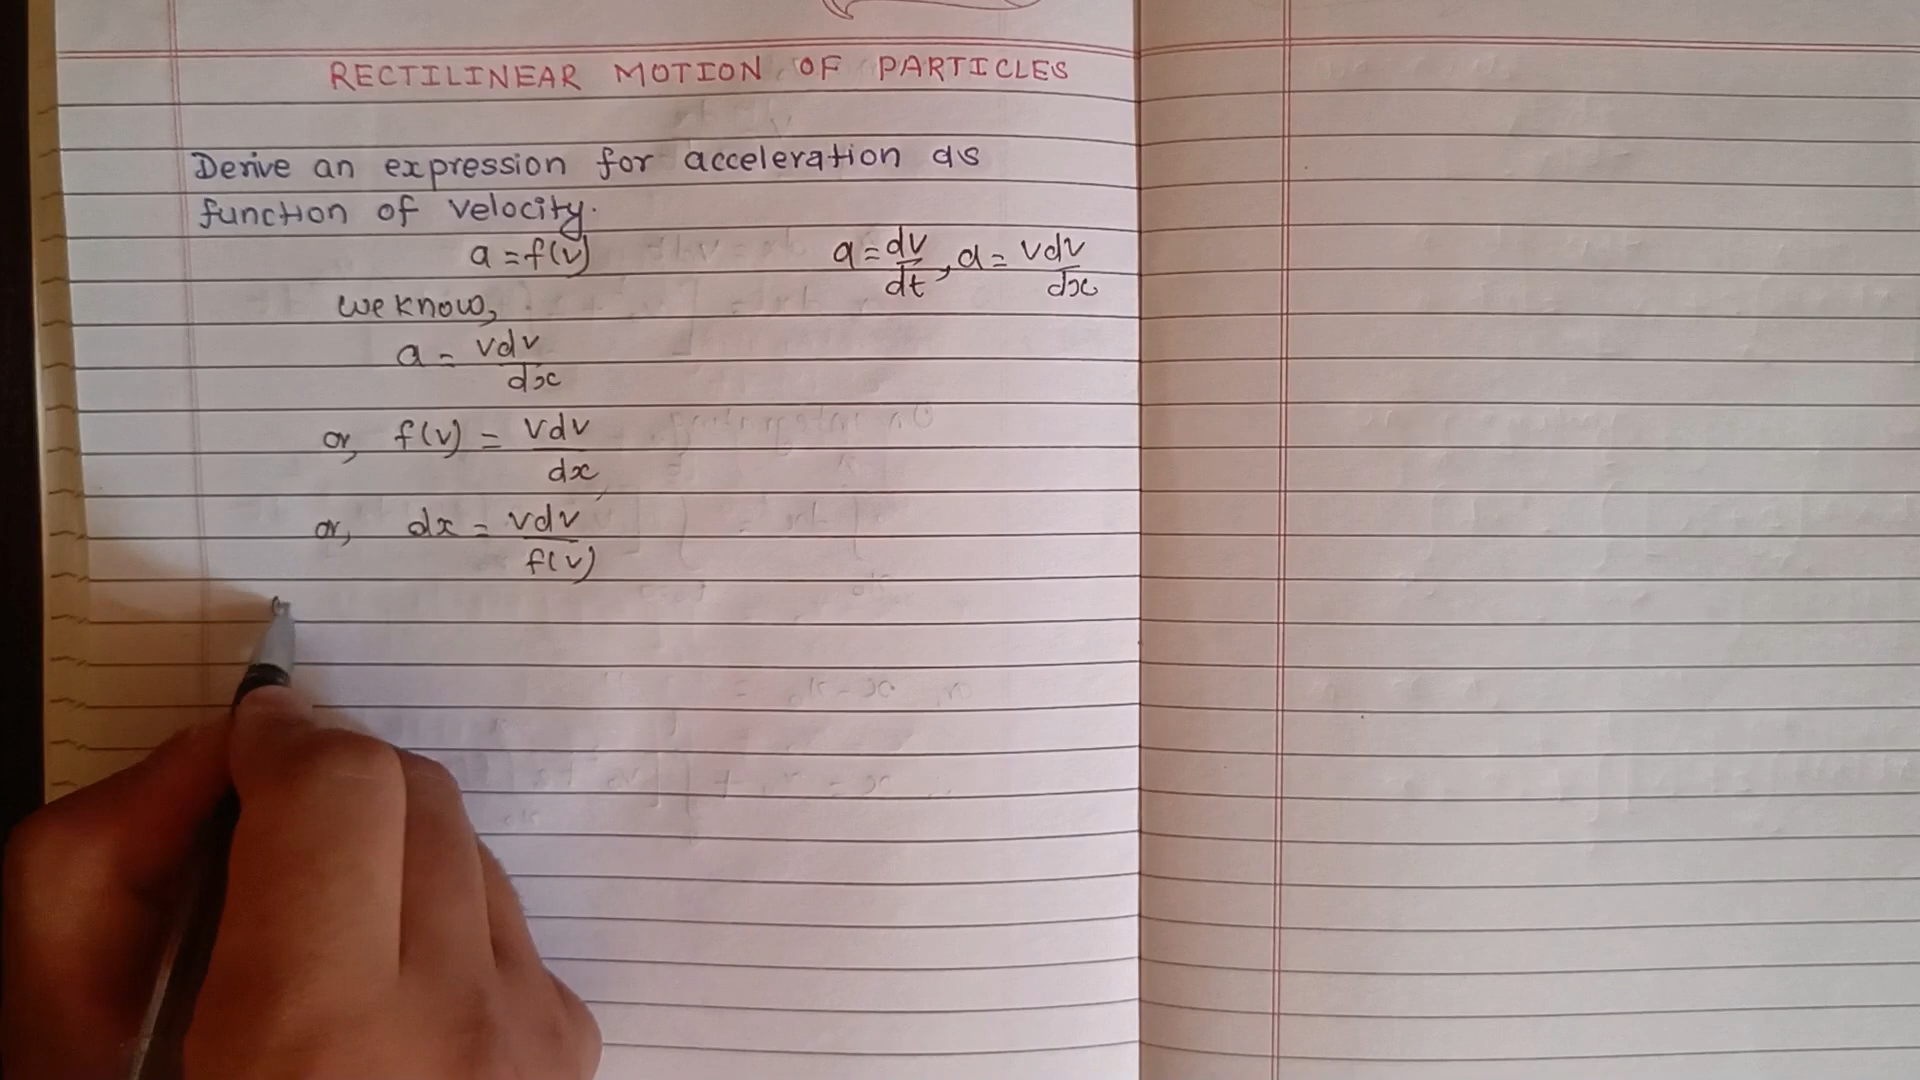 RECTILINEAR MOTION OF PARTICLES
Derive an expression for acceleration as
function of velocity.
a = f(v)
a = dv/dt, a = vdv/dx
we know,
a = vdv/dx
or, f(v) = vdv/dx
or, dx = vdv/f(v)